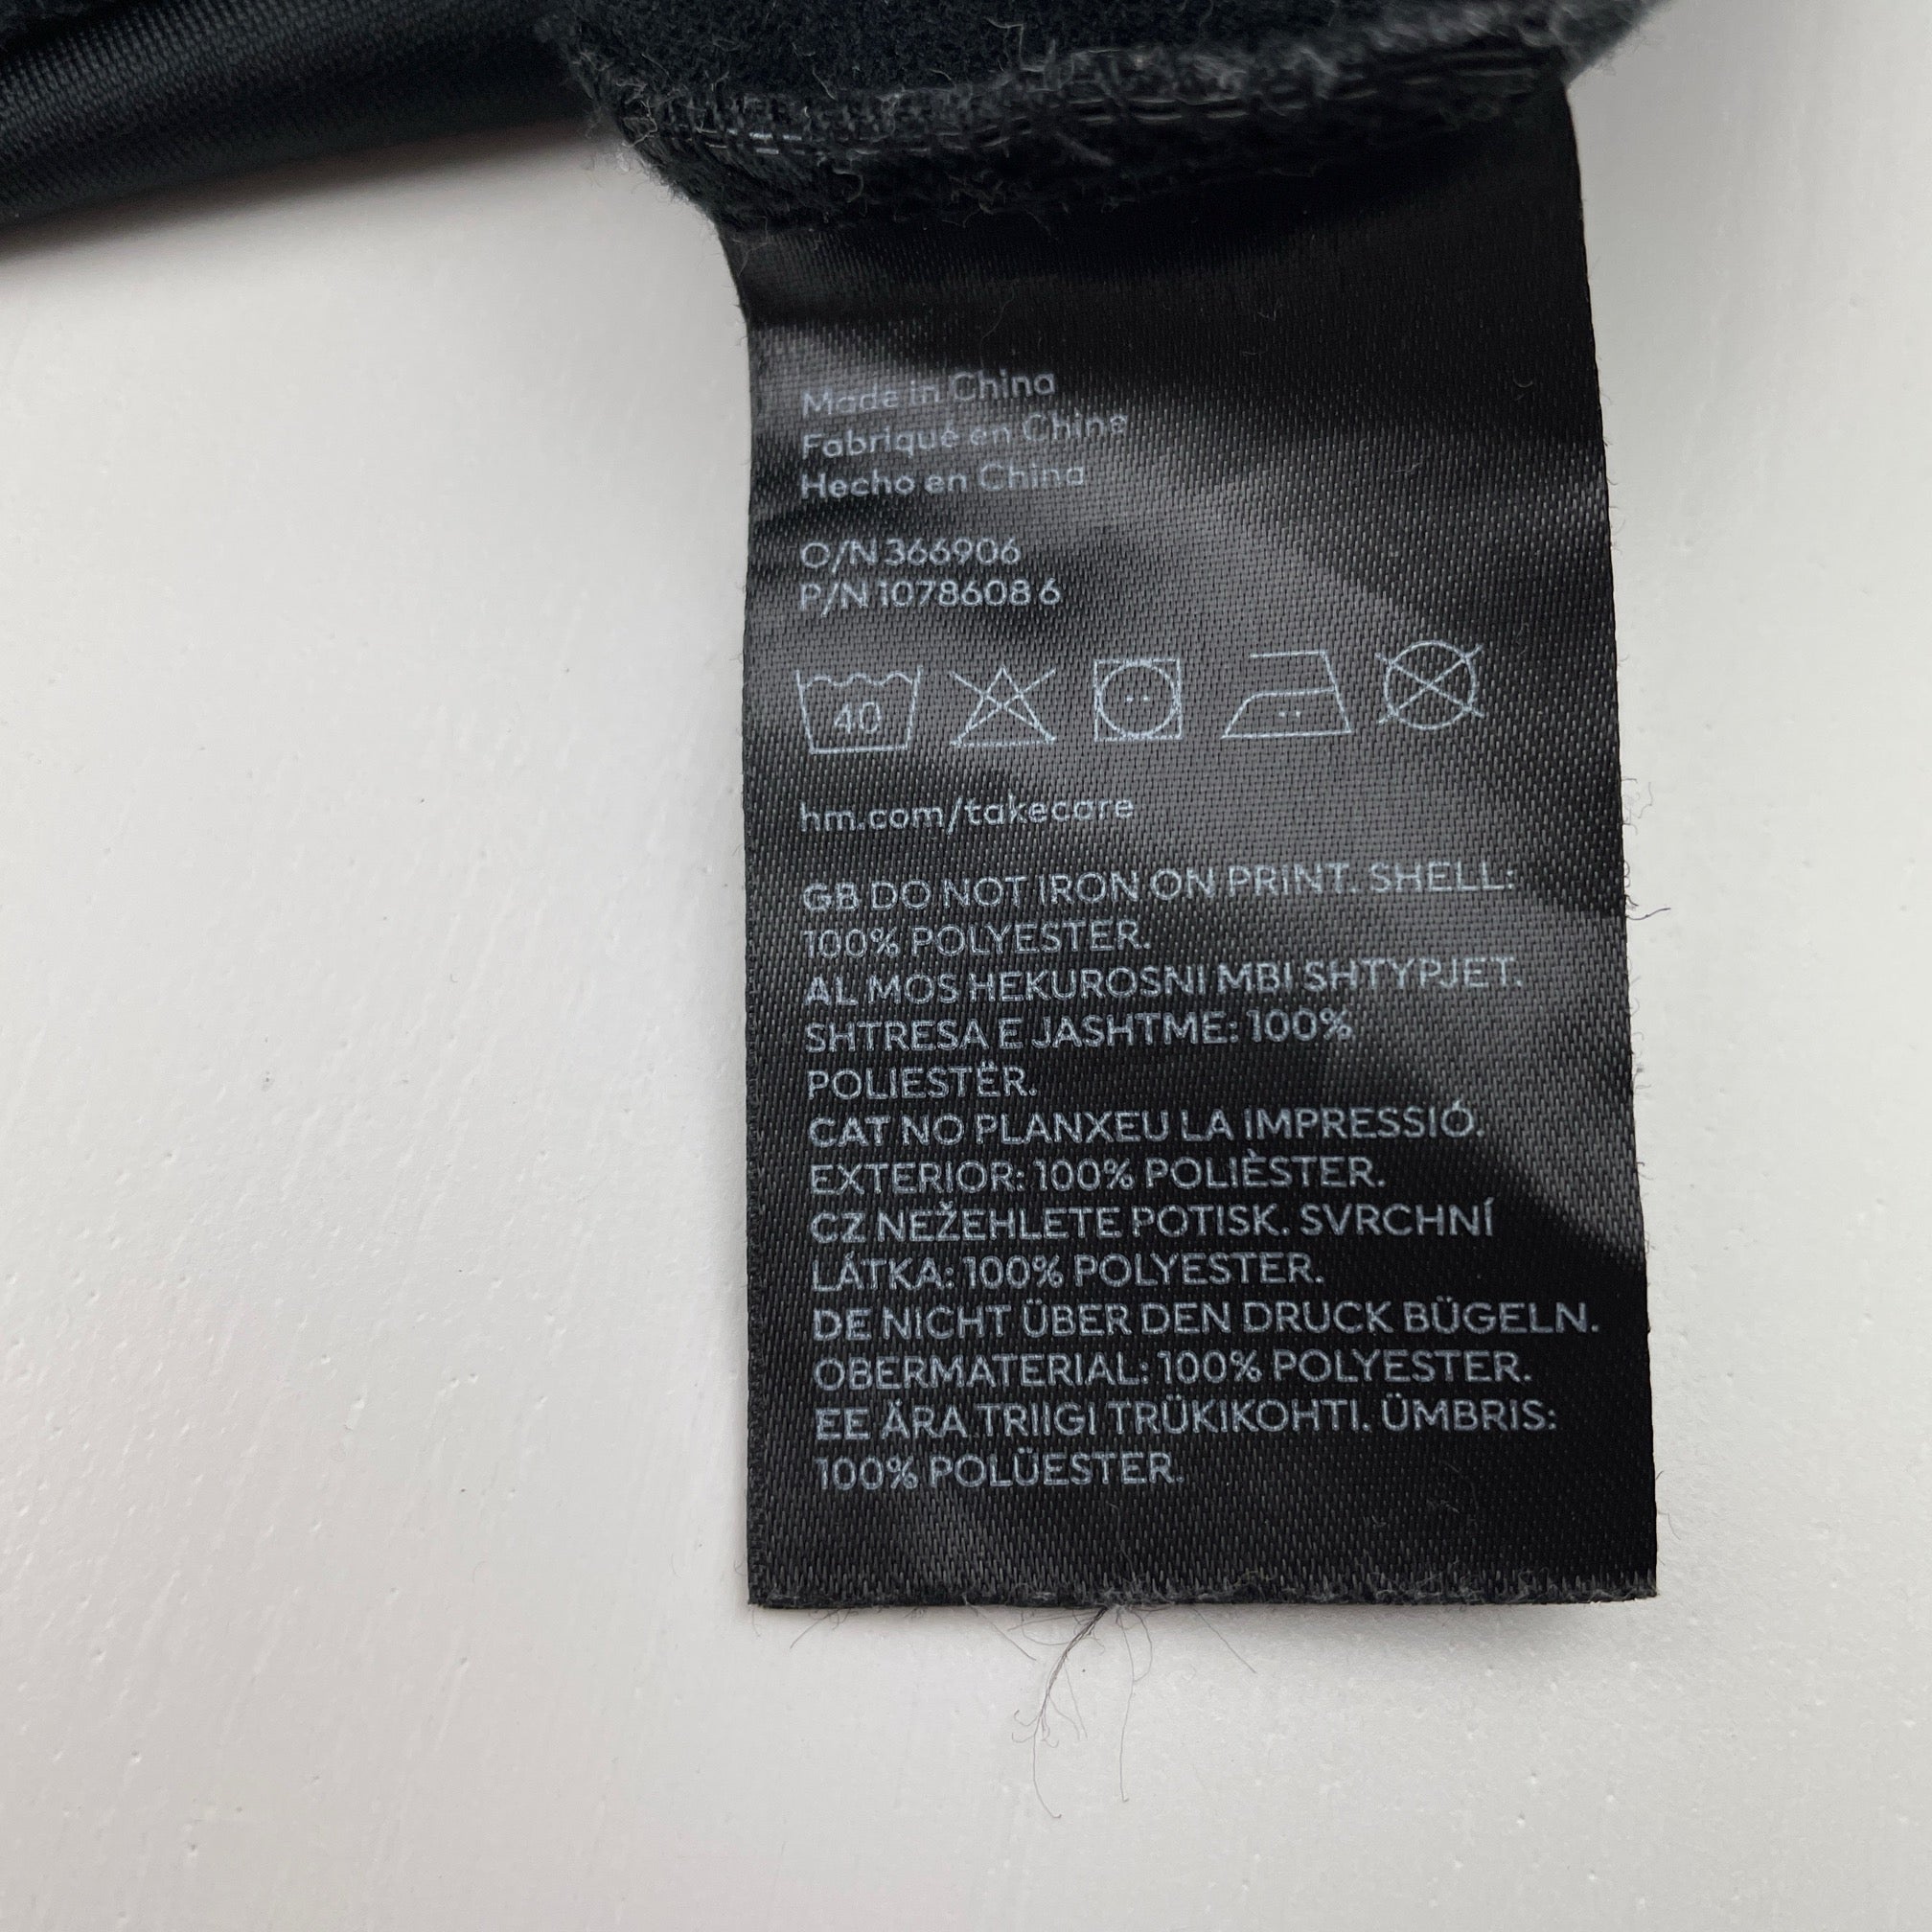 Made in China
Fabriqué en Chine
Hecho en China
O/N 366906
P/N 10786086
40
hm.com/takecare
GB DO NOT IRON ON PRINT. SHELL:
100% POLYESTER.
AL MOS HEKUROSNI MBI SHTYPJET.
SHTRESA E JASHTME: 100%
POLIESTËR.
CAT NO PLANXEU LA IMPRESSIÓ.
EXTERIOR: 100% POLIÈSTER.
CZ NEŽEHLETE POTISK. SVRCHNÍ
LÁTKA: 100% POLYESTER.
DE NICHT ÜBER DEN DRUCK BÜGELN.
OBERMATERIAL: 100% POLYESTER.
EE ÄRA TRIIGI TRÜKIKOHTI. ÜMBRIS:
100% POLÜESTER.